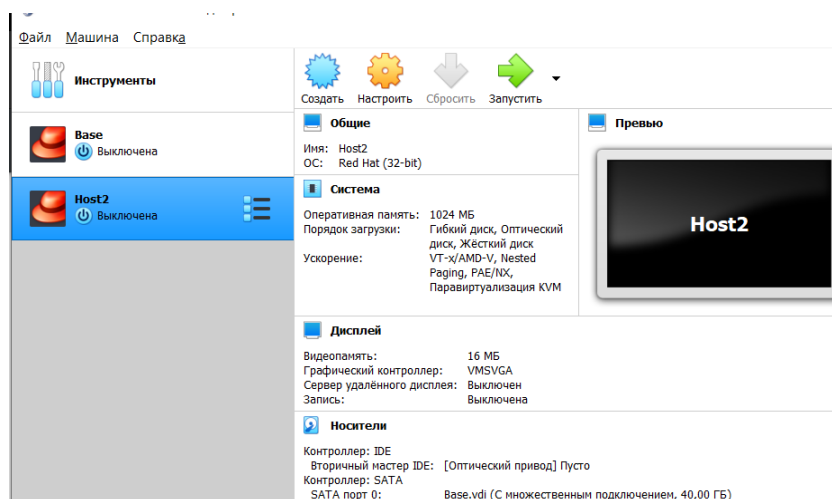 Файл Машина Справка
Инструменты
Base
Выключена
Host2
Выключена
Создать Настроить Сбросить Запустить
Общие
Имя: Host2
ОС: Red Hat (32-bit)
Превью
Host2
Система
Оперативная память: 1024 МБ
Порядок загрузки: Гибкий диск, Оптический
диск, Жёсткий диск
Ускорение: VT-x/AMD-V, Nested
Paging, PAE/NX,
Паравиртуализация KVM
Дисплей
Видеопамять: 16 МБ
Графический контроллер: VMSVGA
Сервер удалённого дисплея: Выключен
Запись: Выключена
Носители
Контроллер: IDE
Вторичный мастер IDE: [Оптический привод] Пусто
Контроллер: SATA
SATA порт 0: Base.vdi (С множественным подключением, 40,00 ГБ)